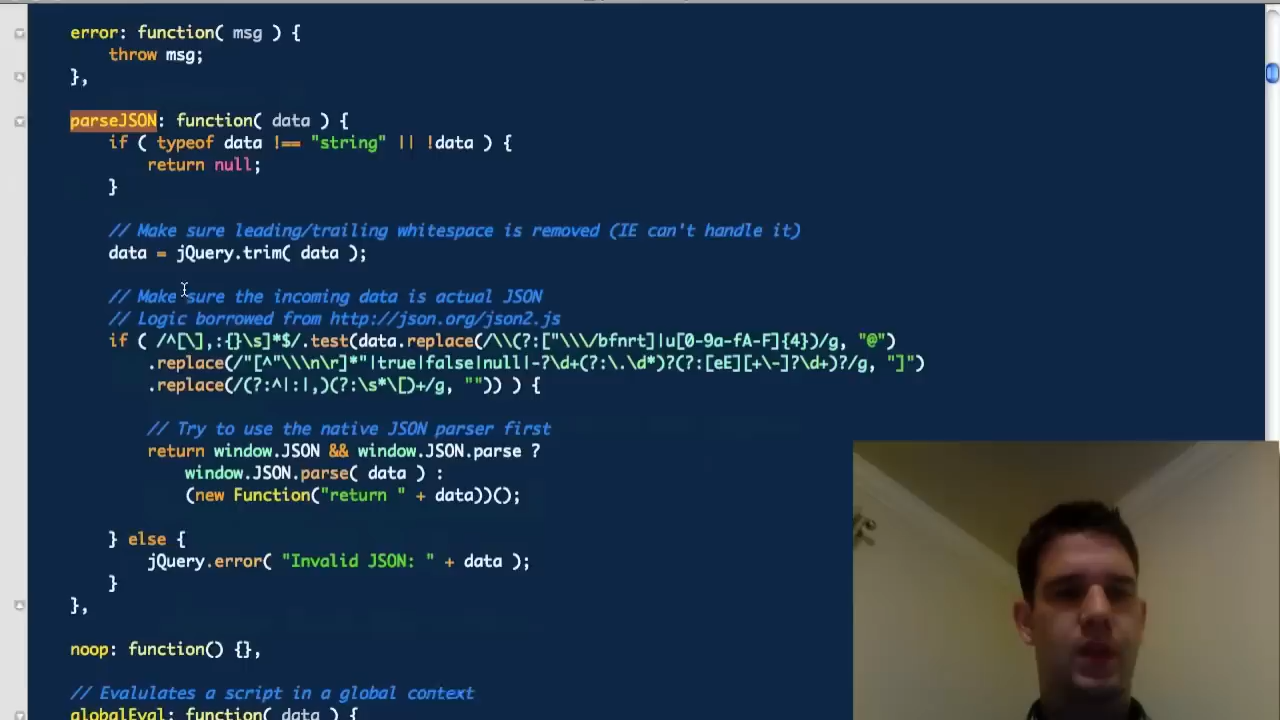 error: function( msg ) {
throw msg;
},
parseJSON: function( data ) {
if ( typeof data !== "string" || !data ) {
return null;
}
// Make sure leading/trailing whitespace is removed (IE can't handle it)
data = jQuery.trim( data );
// Make sure the incoming data is actual JSON
// Logic borrowed from http://json.org/json2.js
if ( /^[\],:{}\s]*$/.test(data.replace(/\\(?:["\\\/bfnrt]|u[0-9a-fA-F]{4})/g, "@")
.replace(/"[^"\\\n\r]*"|true|false|null|-?\d+(?:\.\d*)?(?:[eE][+\-]?\d+)?/g, "]")
.replace(/(?:^|:|,)(?:\s*\[)+/g, "")) ) {
// Try to use the native JSON parser first
return window.JSON && window.JSON.parse ?
window.JSON.parse( data ) :
(new Function("return " + data))();
} else {
jQuery.error( "Invalid JSON: " + data );
}
},
noop: function() {},
// Evalulates a script in a global context
globalEval: function( data ) {